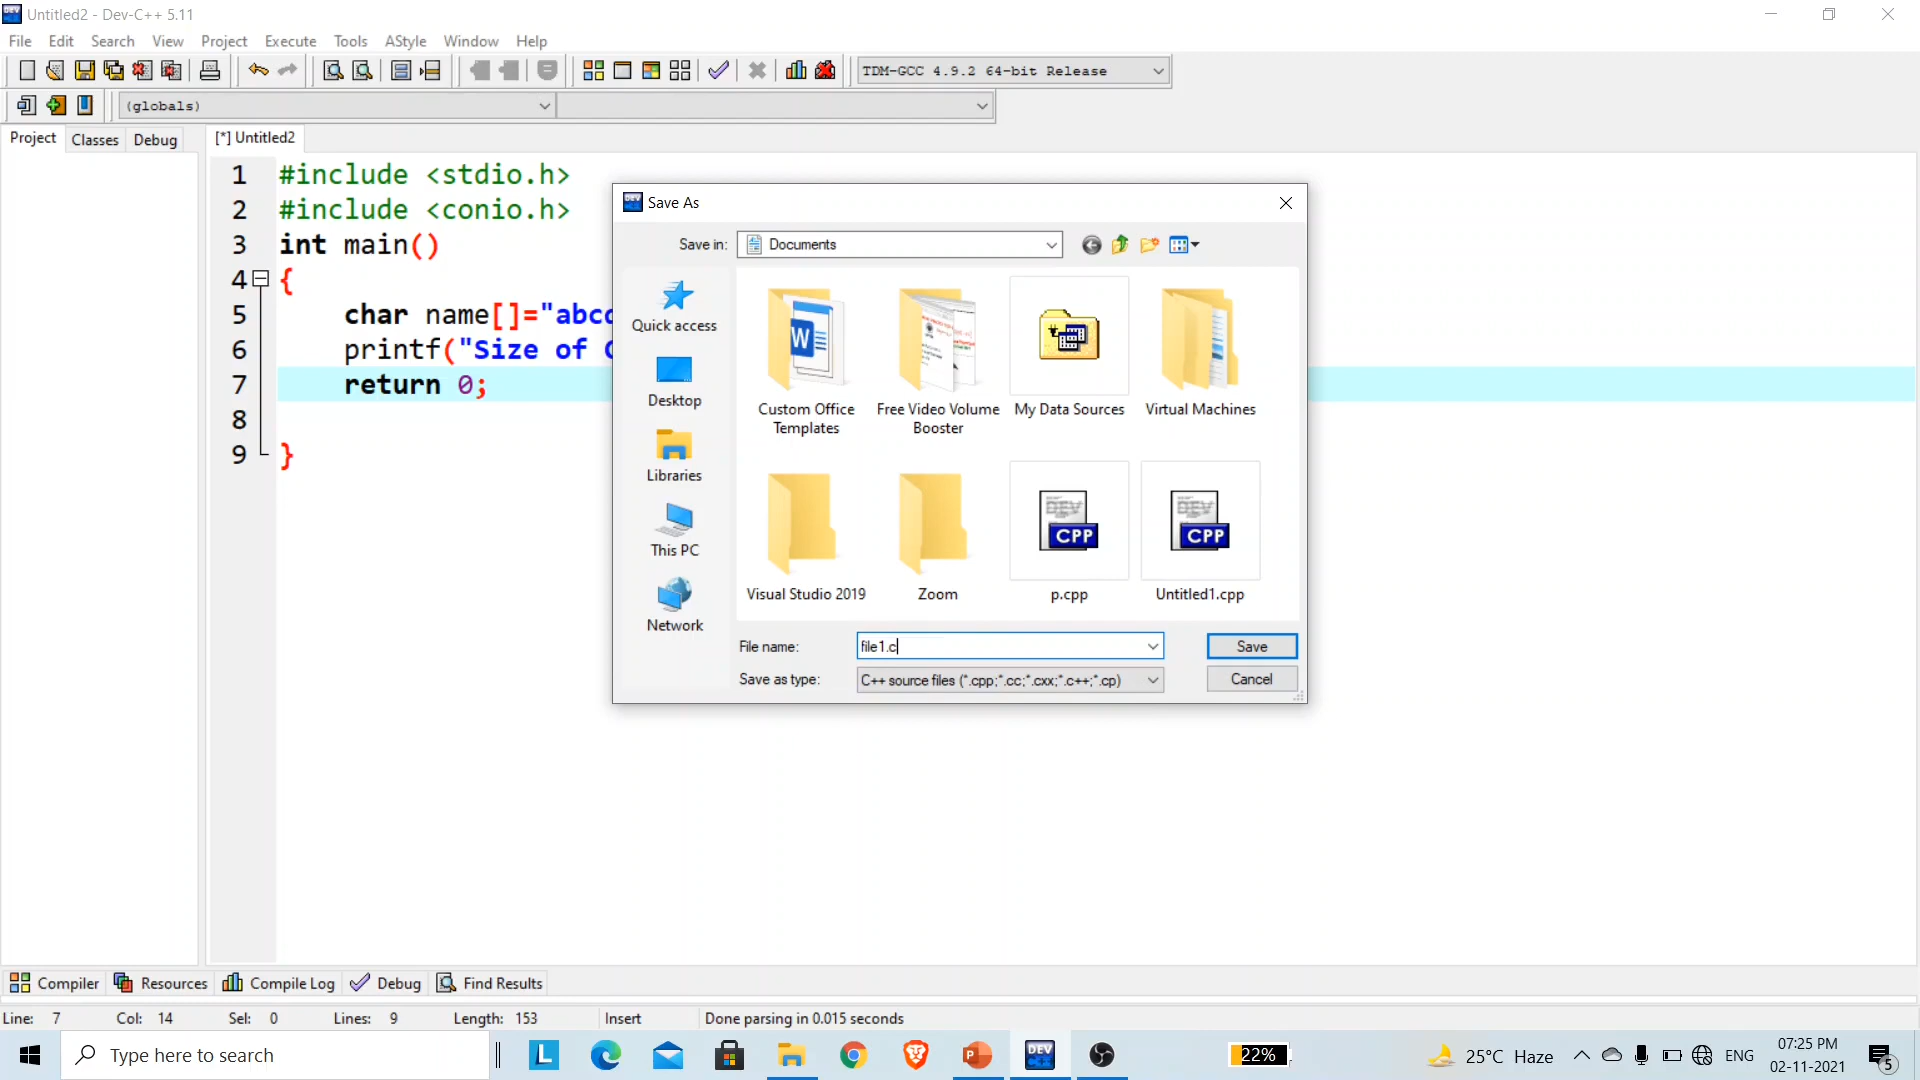 Untitled2 - Dev-C++ 5.11
File Edit Search View Project Execute Tools AStyle Window Help
TDM-GCC 4.9.2 64-bit Release
(globals)
Project Classes Debug [*] Untitled2
1 #include <stdio.h>
2 #include <conio.h>
3 int main()
4 {
5 char name[]="abcd
6 printf("Size of
7 return 0;
8
9 }
Save As
Save in: Documents
Quick access
Desktop
Libraries
This PC
Network
Custom Office Templates
Free Video Volume Booster
My Data Sources
Virtual Machines
Visual Studio 2019
Zoom
CPP
p.cpp
CPP
Untitled1.cpp
File name: file1.c
Save
Save as type: C++ source files (*.cpp;*.cc;*.cxx;*.c++;*.cp)
Cancel
Compiler Resources Compile Log Debug Find Results
Line: 7 Col: 14 Sel: 0 Lines: 9 Length: 153 Insert Done parsing in 0.015 seconds
Type here to search
22%
25°C Haze
ENG
07:25 PM
02-11-2021
5